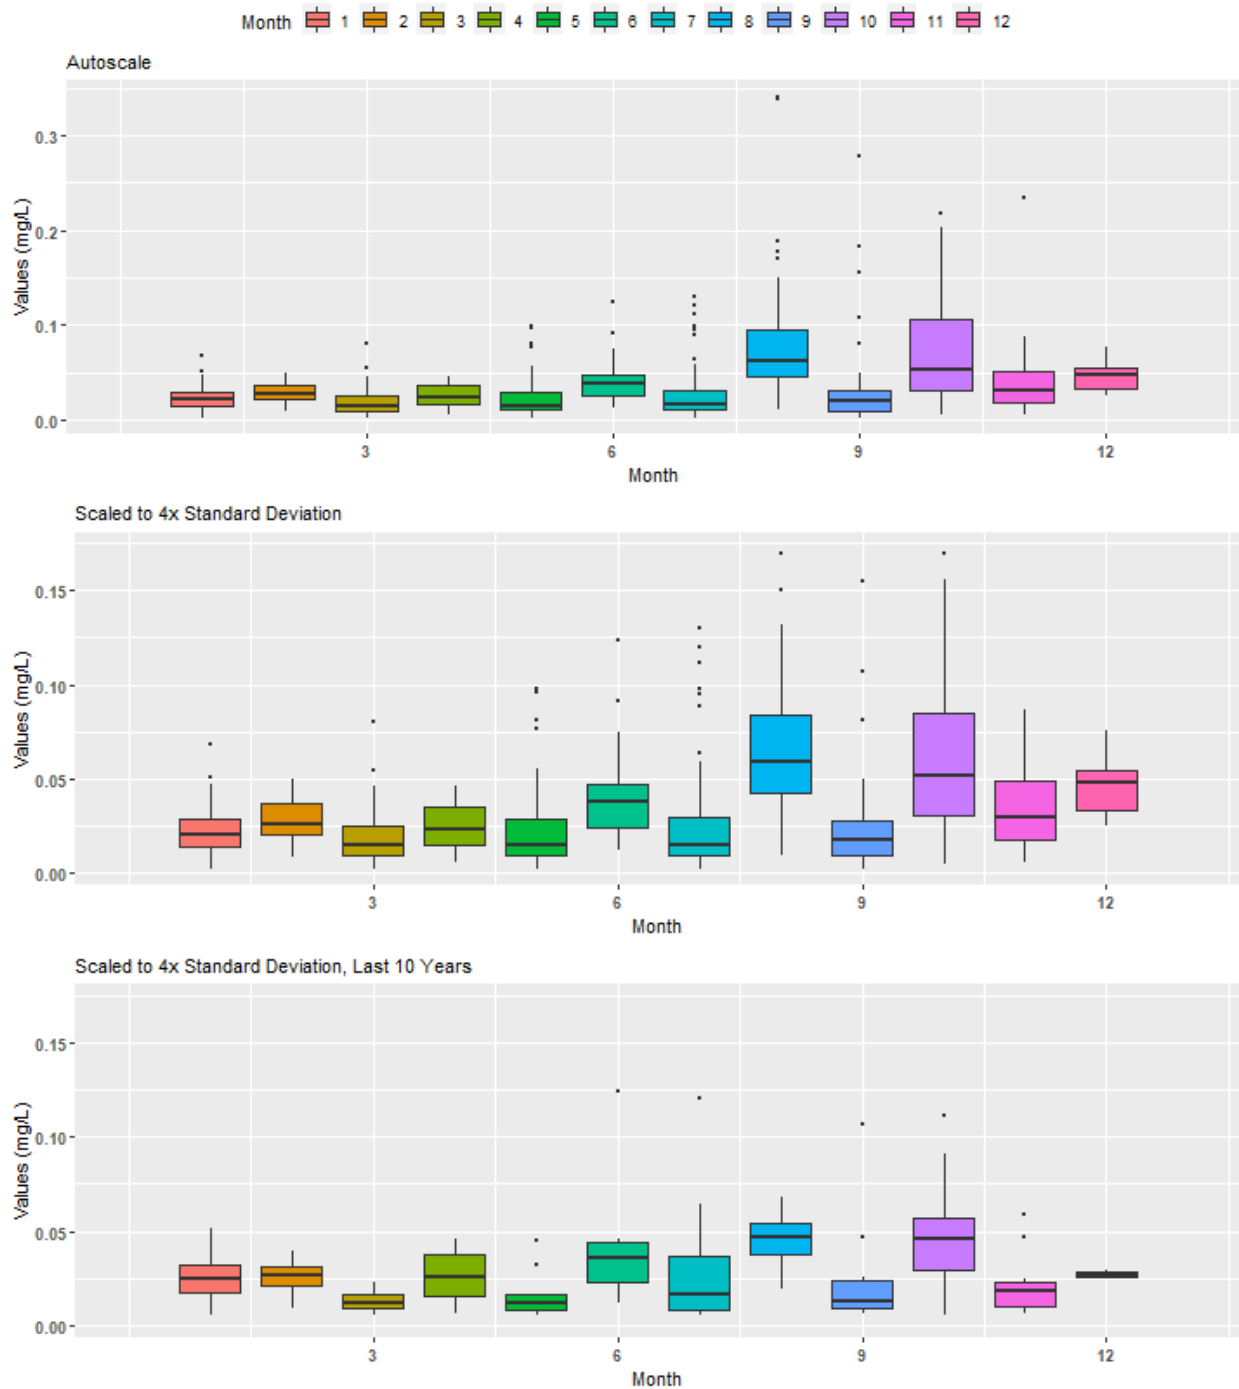 Month 1 2 3 4 5 6 7 8 9 10 11 12
Autoscale
Values (mg/L)
0.3
0.2
0.1
0.0
3 6 9 12
Month
Scaled to 4x Standard Deviation
Values (mg/L)
0.15
0.10
0.05
0.00
3 6 9 12
Month
Scaled to 4x Standard Deviation, Last 10 Years
Values (mg/L)
0.15
0.10
0.05
0.00
3 6 9 12
Month